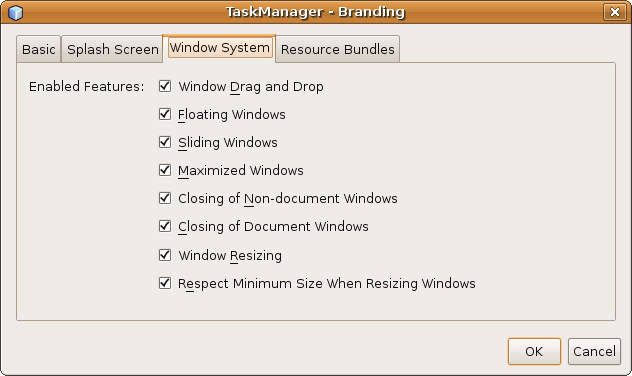 TaskManager - Branding
Basic Splash Screen Window System Resource Bundles
Enabled Features: Window Drag and Drop
Floating Windows
Sliding Windows
Maximized Windows
Closing of Non-document Windows
Closing of Document Windows
Window Resizing
Respect Minimum Size When Resizing Windows
OK Cancel